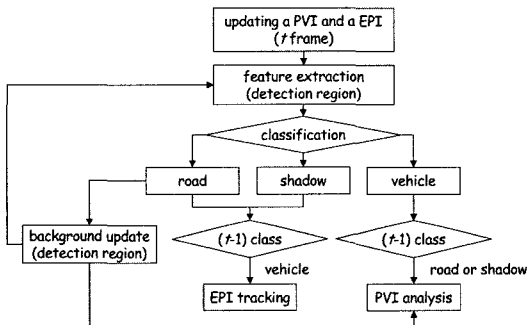 updating a PVI and a EPI
(t frame)
feature extraction
(detection region)
classification
road
shadow
vehicle
background update
(detection region)
(t-1) class
(t-1) class
vehicle
road or shadow
EPI tracking
PVI analysis